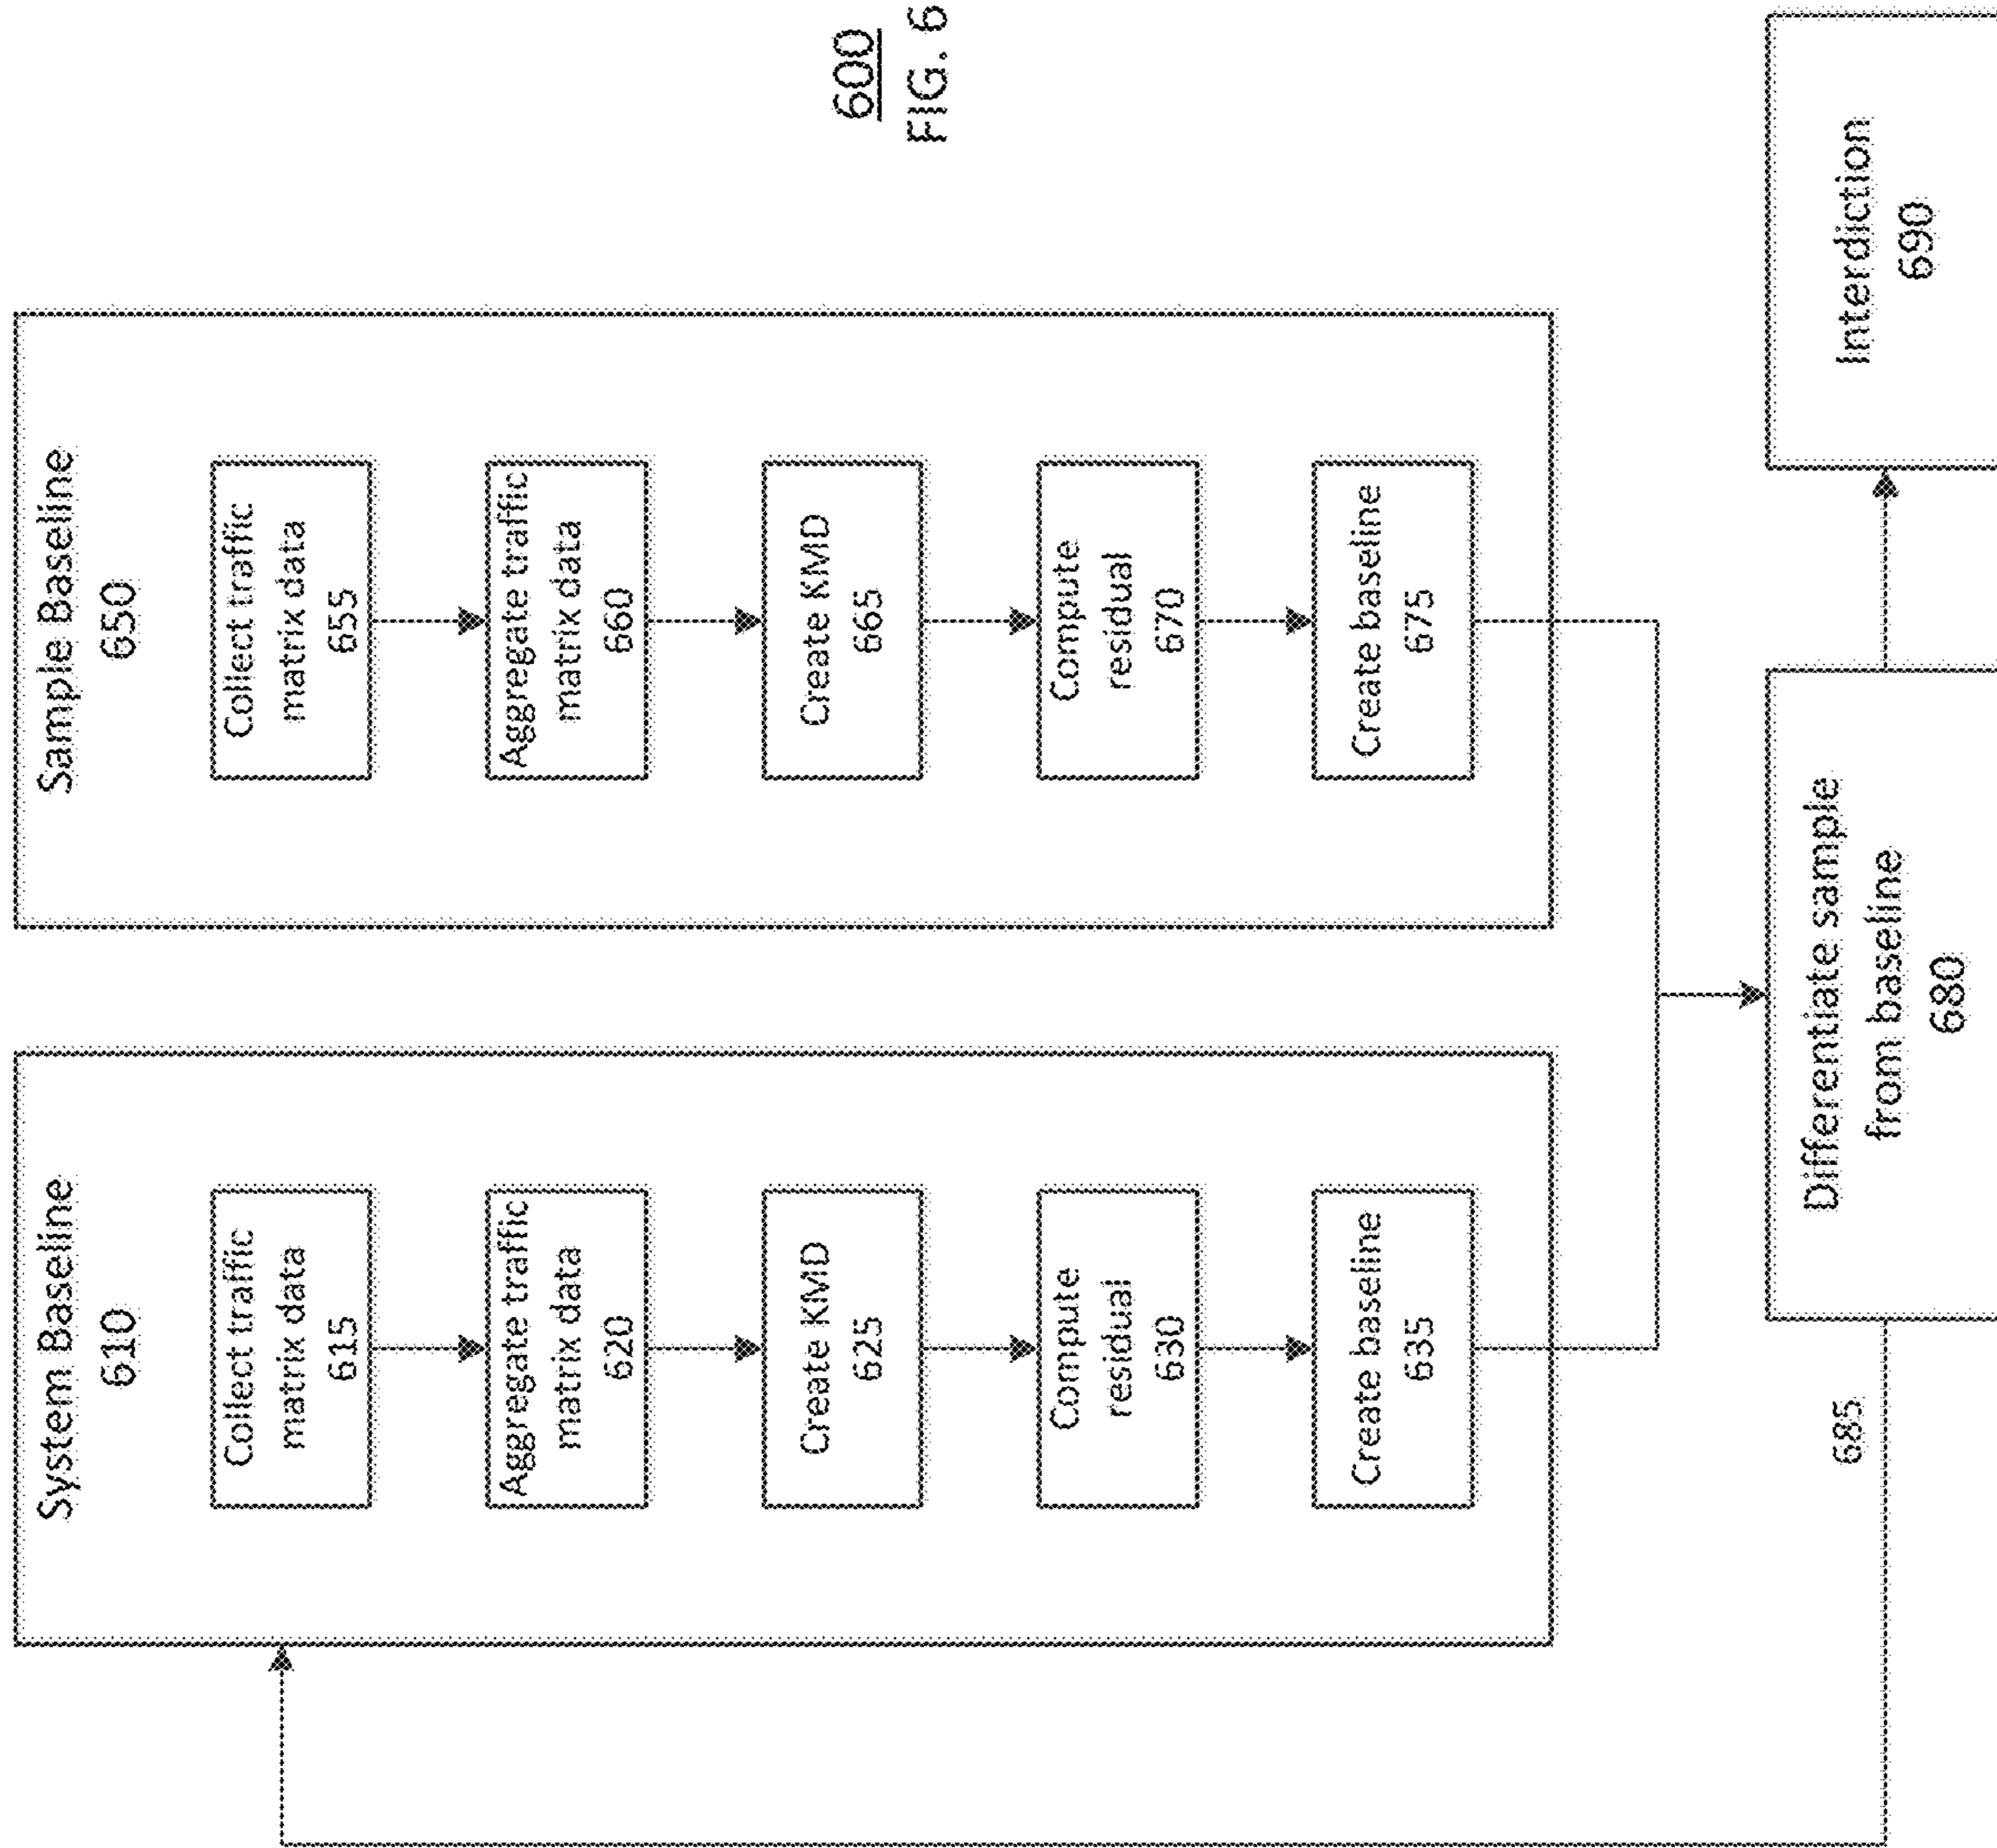 System Baseline
610
Collect traffic
matrix data
615
Aggregate traffic
matrix data
620
Create KMD
625
Compute
residual
630
Create baseline
635
Sample Baseline
650
Collect traffic
matrix data
655
Aggregate traffic
matrix data
660
Create KMD
665
Compute
residual
670
Create baseline
675
685
Differentiate sample
from baseline
680
Interdiction
690
600
FIG. 6